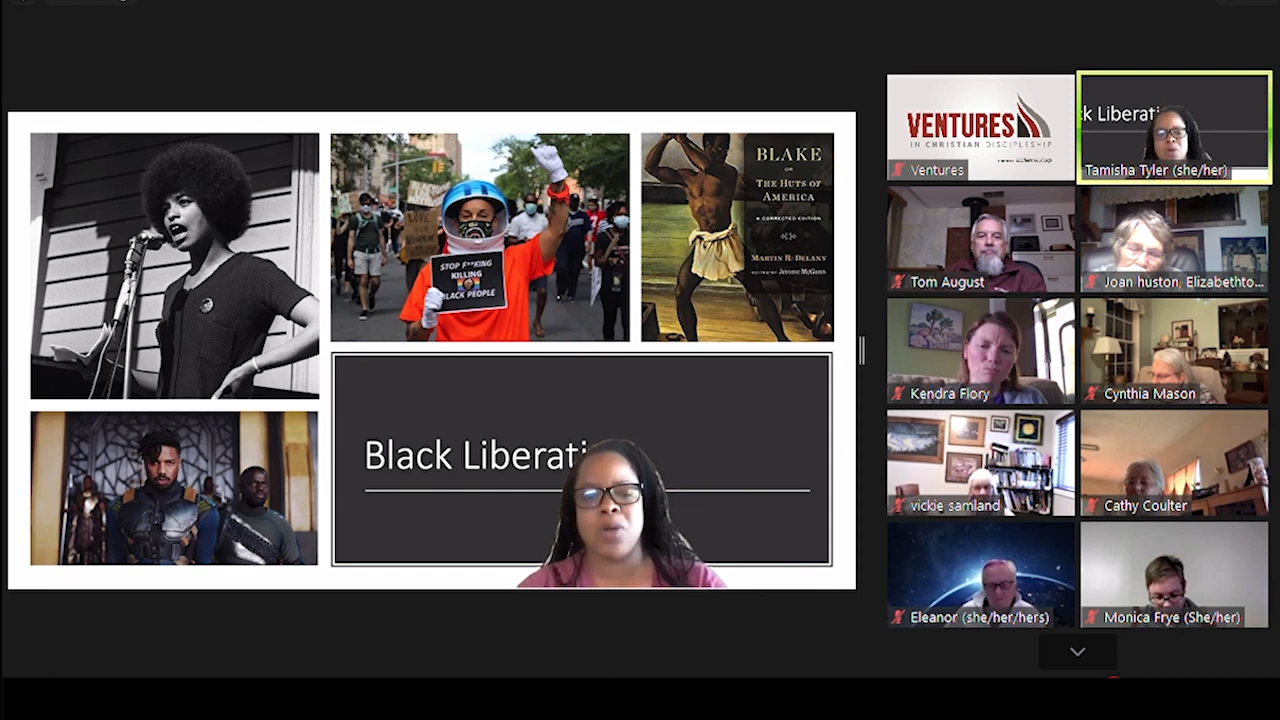 STOP F**KING
KILLING
BLACK PEOPLE
BLAKE
OR
THE HUTS OF
AMERICA
A CORRECTED EDITION
MARTIN R. DELANY
EDITED BY Jerome McGann
Black Liberati
VENTURES
IN CHRISTIAN DISCIPLESHIP
Ventures
ck Liberati
Tamisha Tyler (she/her)
Tom August
Joan huston, Elizabethto...
Kendra Flory
Cynthia Mason
vickie samland
Cathy Coulter
Eleanor (she/her/hers)
Monica Frye (She/her)